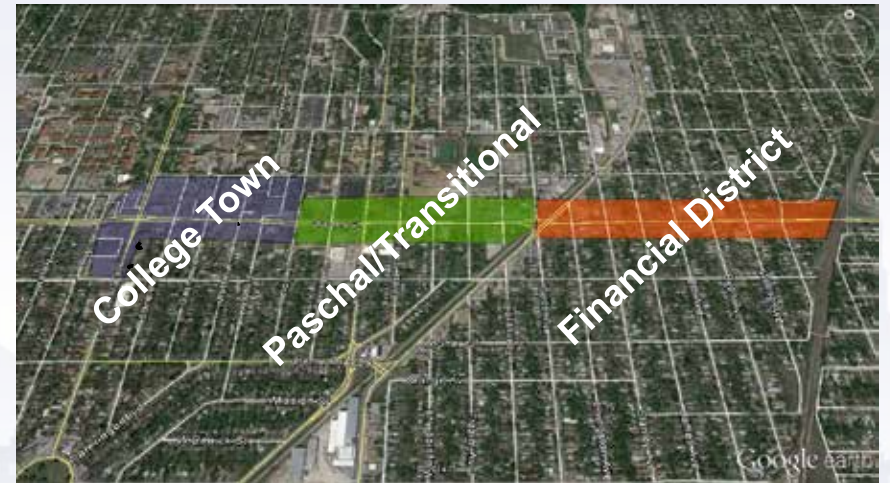 College Town
Paschal/Transitional
Financial District
Google earth